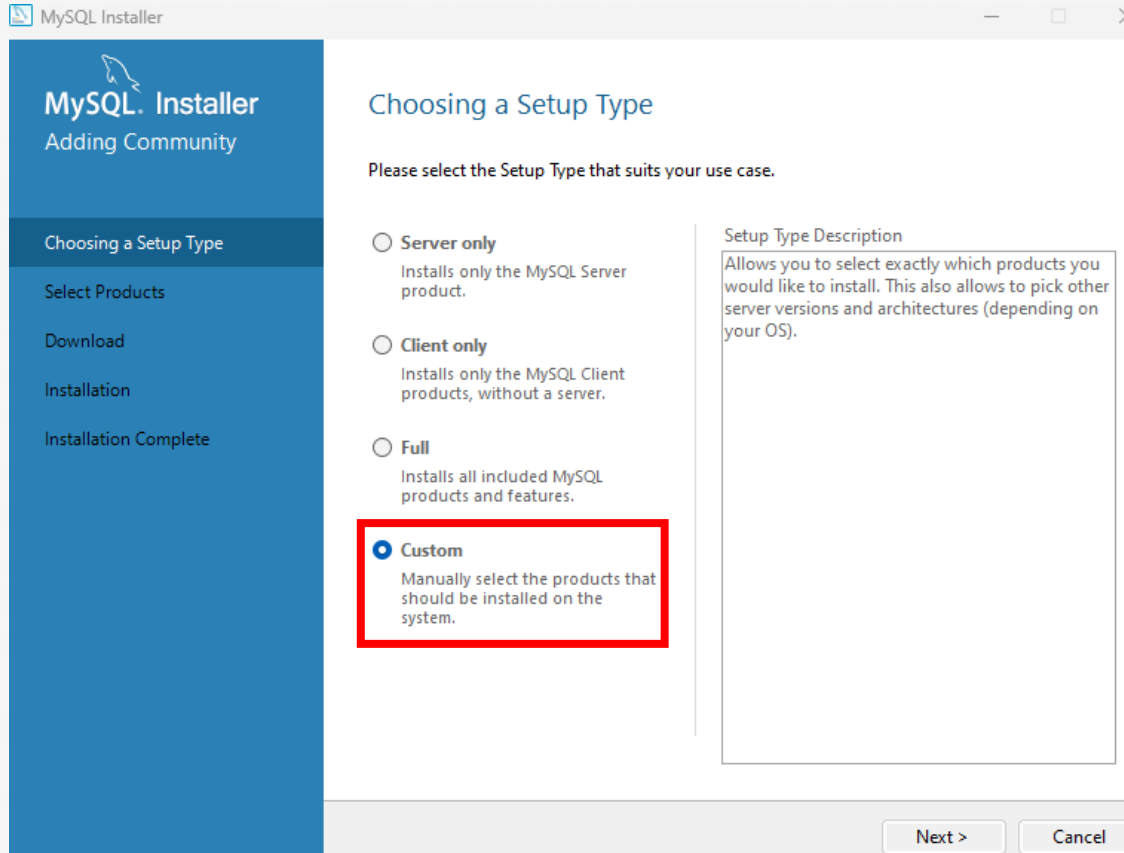 MySQL Installer
MySQL. Installer
Adding Community
Choosing a Setup Type
Select Products
Download
Installation
Installation Complete
Choosing a Setup Type
Please select the Setup Type that suits your use case.
Server only
Installs only the MySQL Server
product.
Client only
Installs only the MySQL Client
products, without a server.
Full
Installs all included MySQL
products and features.
Custom
Manually select the products that
should be installed on the
system.
Setup Type Description
Allows you to select exactly which products you
would like to install. This also allows to pick other
server versions and architectures (depending on
your OS).
Next >
Cancel